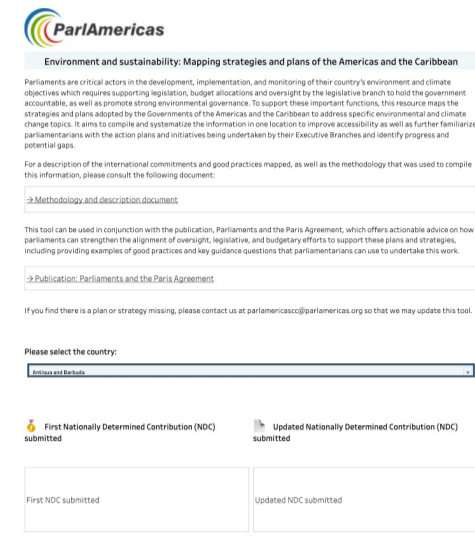 ParlAmericas
Environment and sustainability: Mapping strategies and plans of the Americas and the Caribbean
Parliaments are critical actors in the development, implementation, and monitoring of their country's environment and climate
objectives which requires supporting legislation, budget allocations and oversight by the legislative branch to hold the government
accountable, as well as promote strong environmental governance. To support these important functions, this resource maps the
strategies and plans adopted by the Governments of the Americas and the Caribbean to address specific environmental and climate
change topics. It aims to compile and systematize the information in one location to improve accessibility as well as further familiarize
parliamentarians with the action plans and initiatives being undertaken by their Executive Branches and identify progress and
potential gaps.
For a description of the international commitments and good practices mapped, as well as the methodology that was used to compile
this information, please consult the following document:
→ Methodology and description document
This tool can be used in conjunction with the publication, Parliaments and the Paris Agreement, which offers actionable advice on how
parliaments can strengthen the alignment of oversight, legislative, and budgetary efforts to support these plans and strategies,
including providing examples of good practices and key guidance questions that parliamentarians can use to undertake this work.
→ Publication: Parliaments and the Paris Agreement
If you find there is a plan or strategy missing, please contact us at parlamericascc@parlamericas.org so that we may update this tool.
Please select the country:
Antigua and Barbuda
First Nationally Determined Contribution (NDC)
submitted
Updated Nationally Determined Contribution (NDC)
submitted
First NDC submitted
Updated NDC submitted